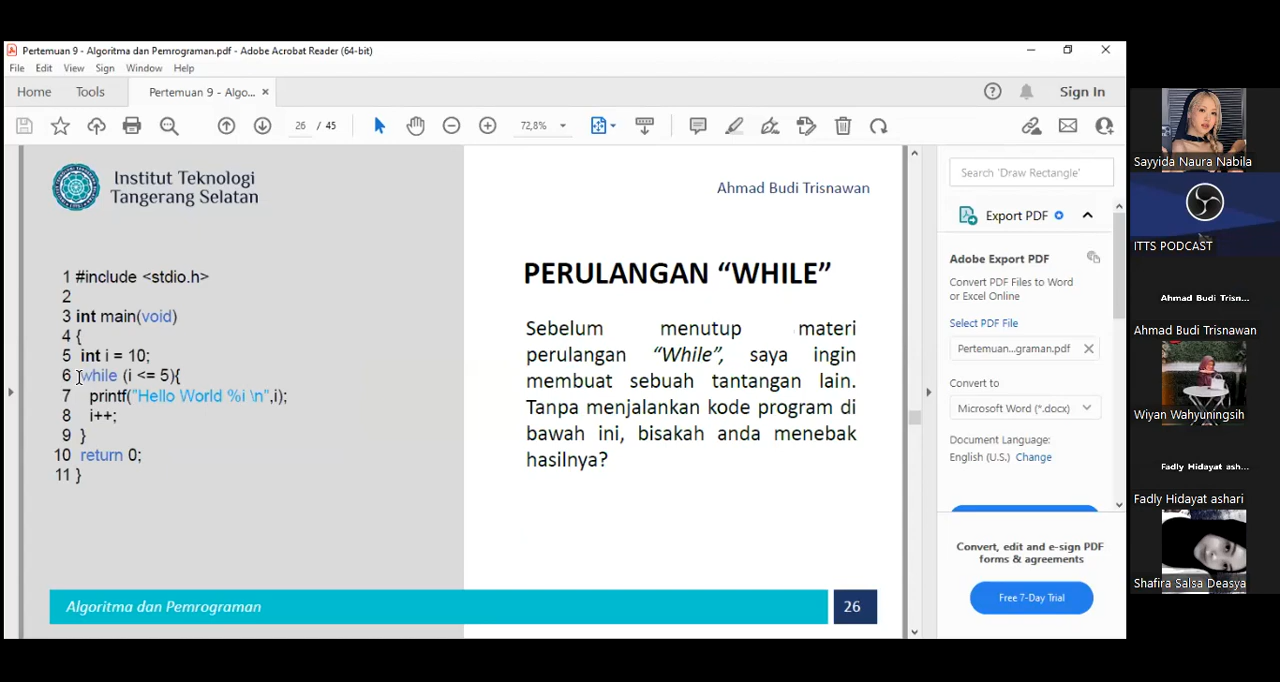 Pertemuan 9 - Algoritma dan Pemrograman.pdf - Adobe Acrobat Reader (64-bit)
File Edit View Sign Window Help
Home Tools Pertemuan 9 - Algo... ×
Sign In
26 / 45 72,8%
Institut Teknologi
Tangerang Selatan
Ahmad Budi Trisnawan
1 #include <stdio.h>
2
3 int main(void)
4 {
5 int i = 10;
6 while (i <= 5){
7 printf("Hello World %i \n",i);
8 i++;
9 }
10 return 0;
11 }
PERULANGAN “WHILE”
Sebelum menutup materi
perulangan “While”, saya ingin
membuat sebuah tantangan lain.
Tanpa menjalankan kode program di
bawah ini, bisakah anda menebak
hasilnya?
Algoritma dan Pemrograman
26
Search 'Draw Rectangle'
Export PDF
Adobe Export PDF
Convert PDF Files to Word
or Excel Online
Select PDF File
Pertemuan...graman.pdf
Convert to
Microsoft Word (*.docx)
Document Language:
English (U.S.) Change
Convert, edit and e-sign PDF
forms & agreements
Free 7-Day Trial
Sayyida Naura Nabila
ITTS PODCAST
Ahmad Budi Trisn...
Ahmad Budi Trisnawan
Wiyan Wahyuningsih
Fadly Hidayat ash...
Fadly Hidayat ashari
Shafira Salsa Deasya